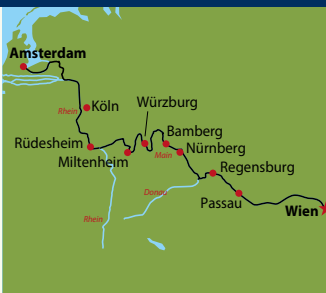 Amsterdam
Rhein
Köln
Würzburg
Rüdesheim
Bamberg
Miltenheim
Main
Nürnberg
Regensburg
Donau
Passau
Rhein
Wien